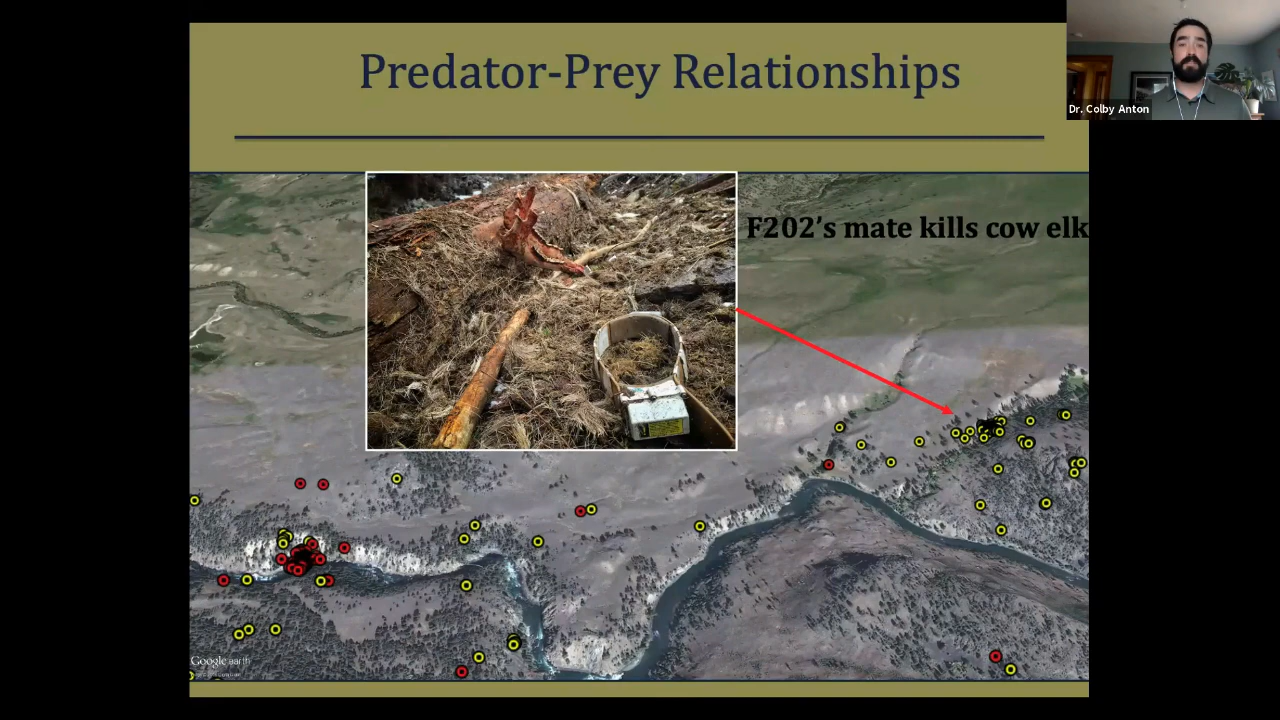 Predator-Prey Relationships
Dr. Colby Anton
F202's mate kills cow elk
Google earth